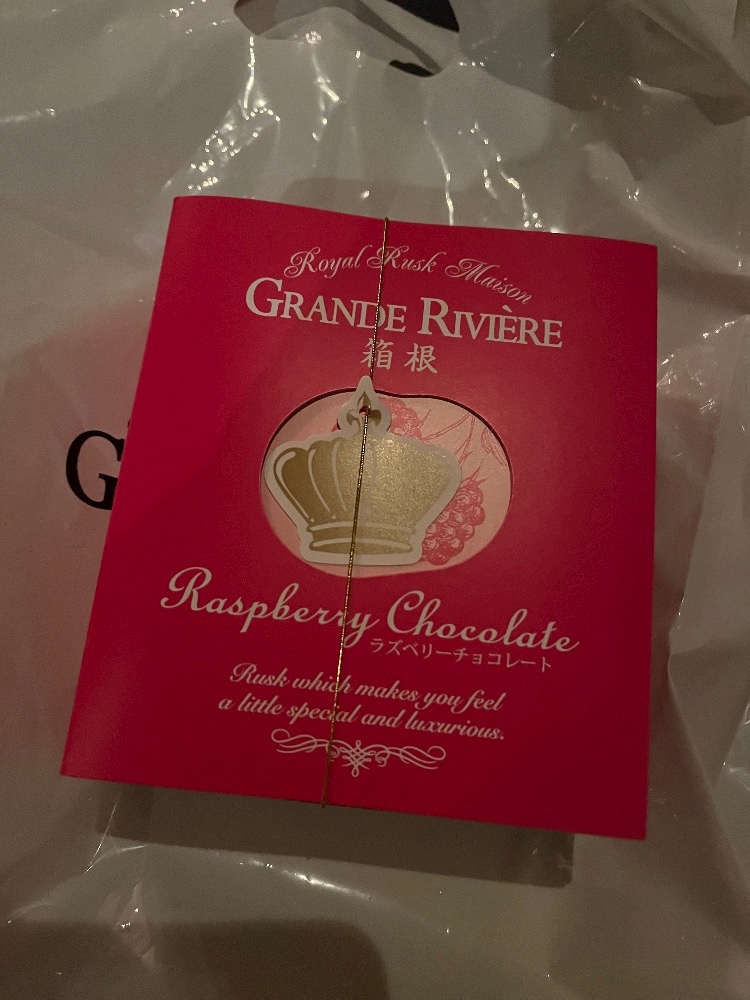 Royal Rusk Maison
GRANDE RIVIÈRE
箱根
G
Raspberry Chocolate
ラズベリーチョコレート
Rusk which makes you feel
a little special and luxurious.